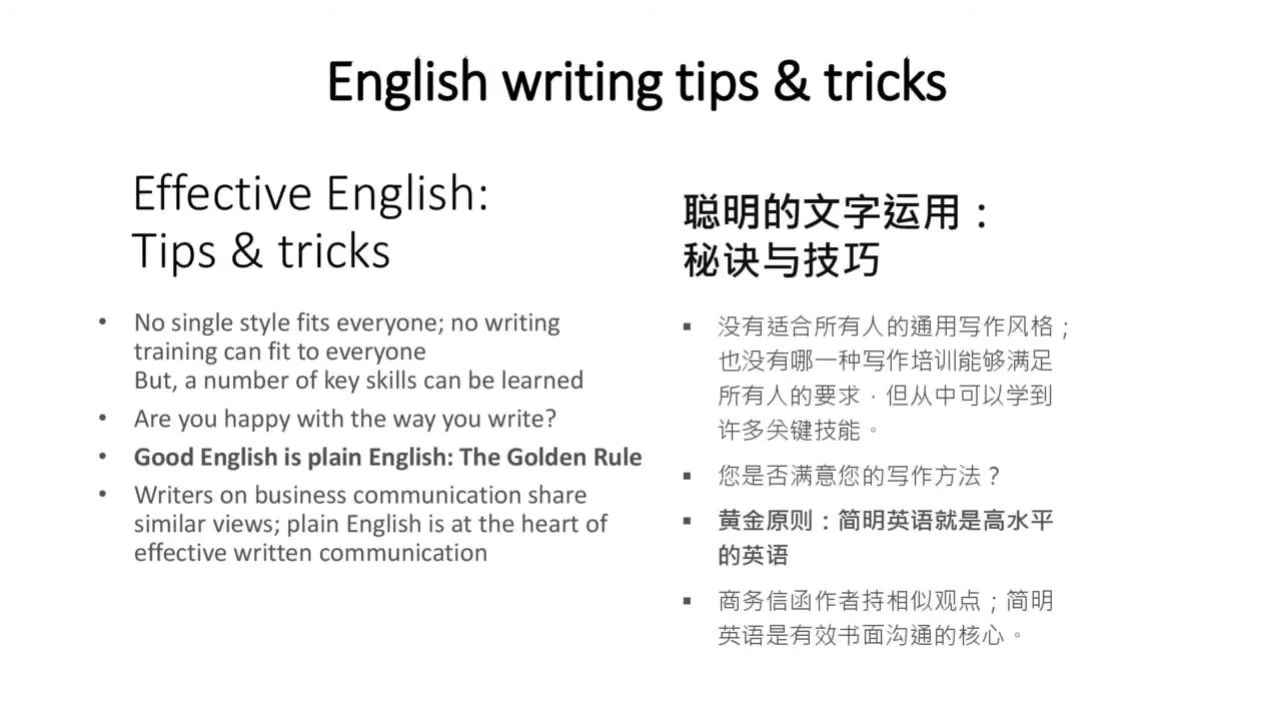 English writing tips & tricks
Effective English:
Tips & tricks
• No single style fits everyone; no writing
training can fit to everyone
But, a number of key skills can be learned
• Are you happy with the way you write?
• Good English is plain English: The Golden Rule
• Writers on business communication share
similar views; plain English is at the heart of
effective written communication
聪明的文字运用：
秘诀与技巧
▪ 没有适合所有人的通用写作风格；
也没有哪一种写作培训能够满足
所有人的要求，但从中可以学到
许多关键技能。
▪ 您是否满意您的写作方法？
▪ 黄金原则：简明英语就是高水平
的英语
▪ 商务信函作者持相似观点；简明
英语是有效书面沟通的核心。